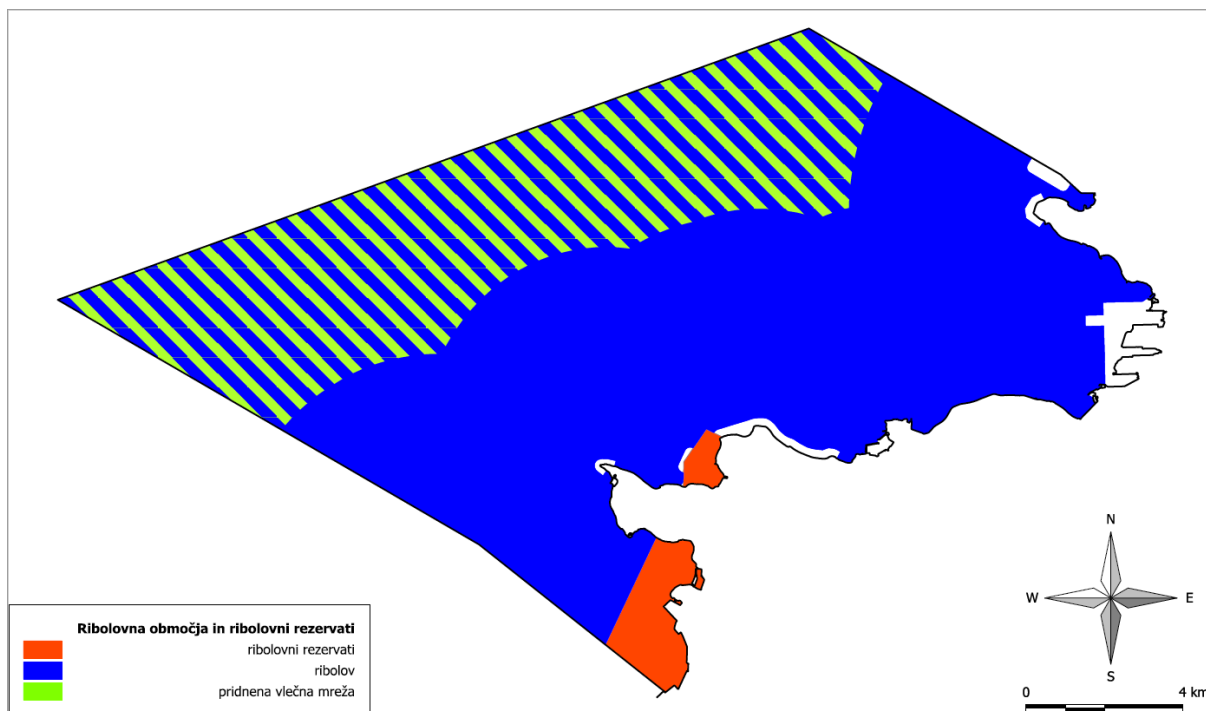 N
W
E
S
0
4 km
Ribolovna območja in ribolovni rezervati
ribolovni rezervati
ribolov
pridnena vlečna mreža